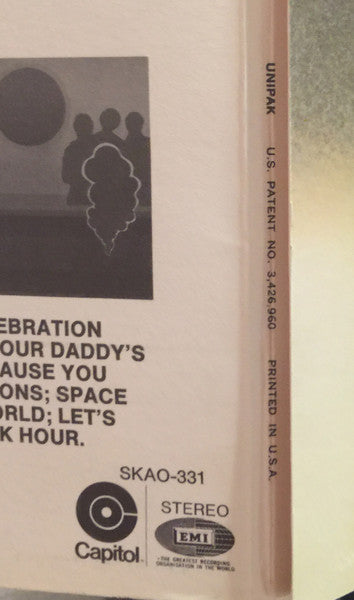 EBRATION
OUR DADDY'S
AUSE YOU
ONS; SPACE
ORLD; LET'S
K HOUR.
SKAO-331
Capitol
STEREO
EMI
THE GREATEST RECORDING
ORGANISATION IN THE WORLD
UNIPAK U.S. PATENT NO. 3,426,960 PRINTED IN U.S.A.